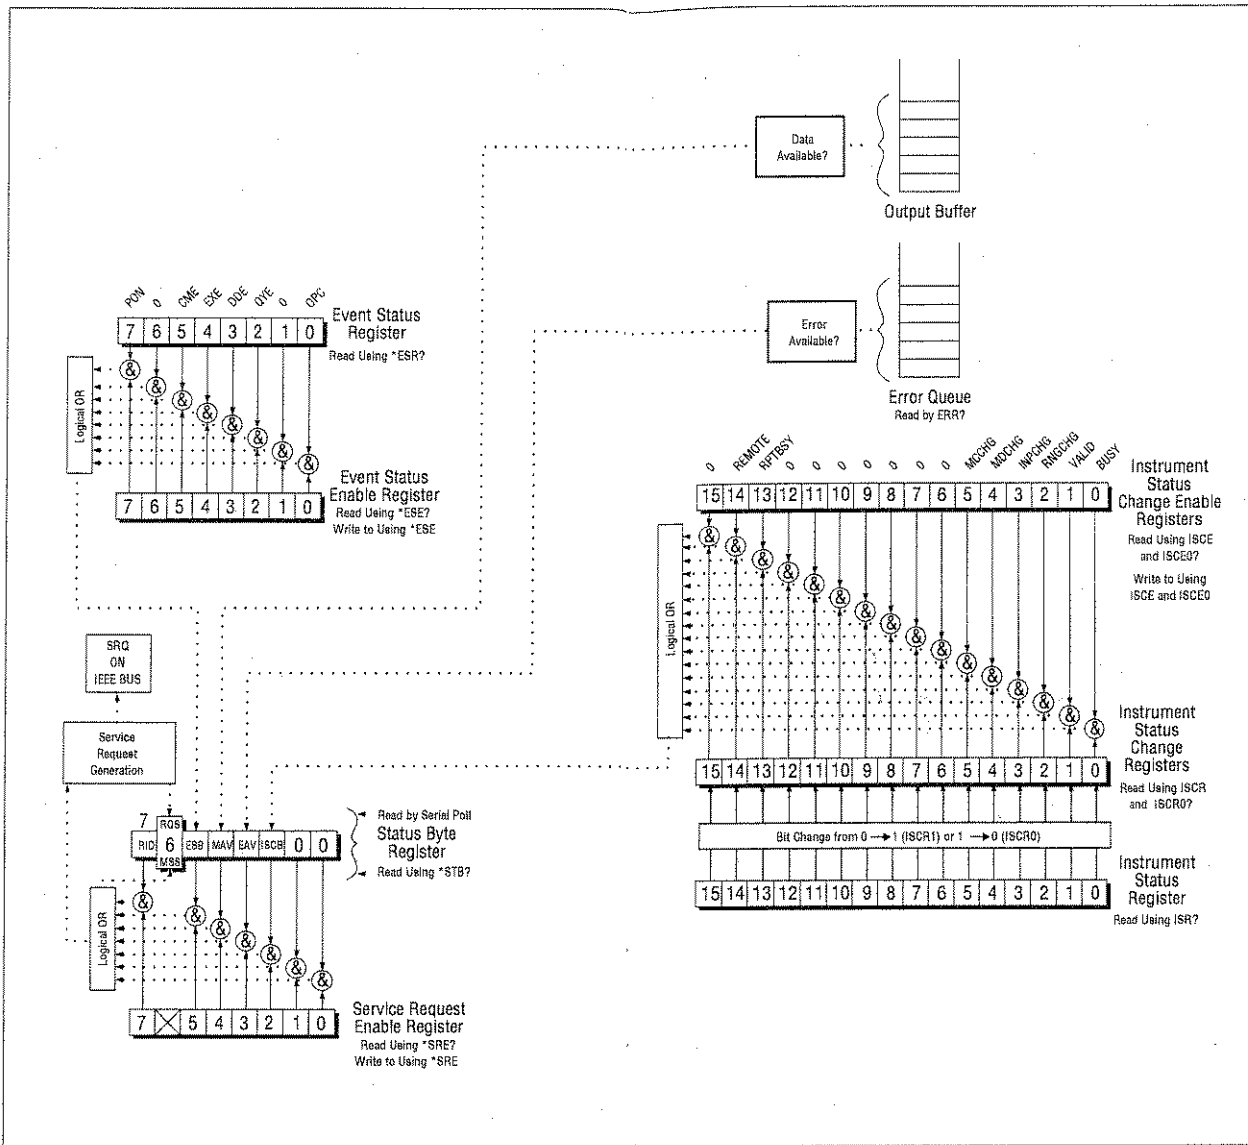 Data
Available?
Output Buffer
Error
Available?
Error Queue
Read by ERR?
PON 0 CME EXE DDE QYE 0 OPC
7 6 5 4 3 2 1 0
Event Status
Register
Read Using *ESR?
& & & & & & & &
Logical OR
7 6 5 4 3 2 1 0
Event Status
Enable Register
Read Using *ESE?
Write to Using *ESE
0 REMOTE RPTBSY 0 0 0 0 0 0 0 MCCHG MDCHG INPCHG RNGCHG VALID BUSY
15 14 13 12 11 10 9 8 7 6 5 4 3 2 1 0
Instrument
Status
Change Enable
Registers
Read Using ISCE
and ISCE0?
Write to Using
ISCE and ISCE0
& & & & & & & & & & & & & & & &
Logical OR
15 14 13 12 11 10 9 8 7 6 5 4 3 2 1 0
Instrument
Status
Change
Registers
Read Using ISCR
and ISCR0?
Bit Change from 0 → 1 (ISCR1) or 1 → 0 (ISCR0)
15 14 13 12 11 10 9 8 7 6 5 4 3 2 1 0
Instrument
Status
Register
Read Using ISR?
SRQ
ON
IEEE BUS
Service
Request
Generation
7
RQS
RID 6 ESB MAV EAV ISCB 0 0
MSS
Read by Serial Poll
Status Byte
Register
Read Using *STB?
& & & & & & &
Logical OR
7 5 4 3 2 1 0
Service Request
Enable Register
Read Using *SRE?
Write to Using *SRE